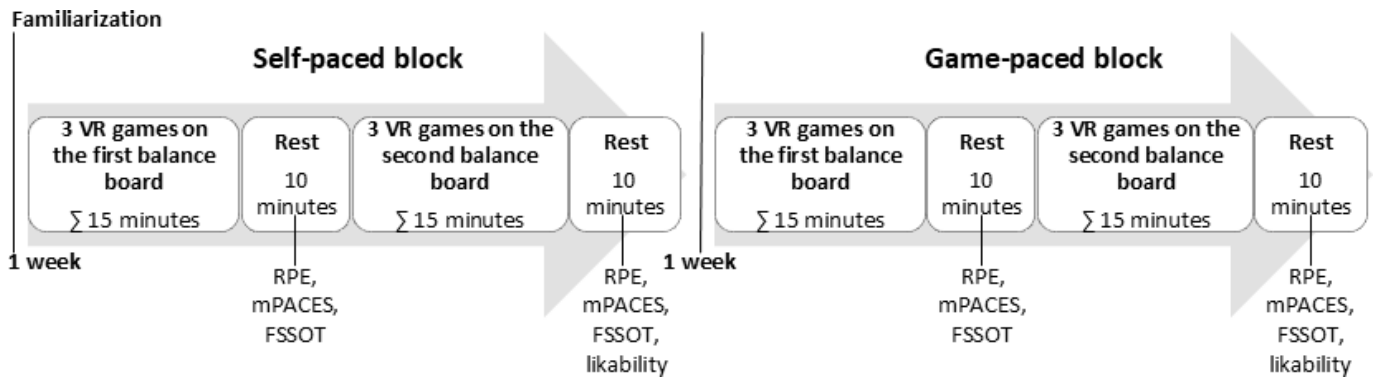 Familiarization
Self-paced block
3 VR games on
the first balance
board
∑ 15 minutes
Rest
10
minutes
3 VR games on the
second balance
board
∑ 15 minutes
Rest
10
minutes
1 week
RPE,
mPACES,
FSSOT
RPE,
mPACES,
FSSOT,
likability
Game-paced block
3 VR games on
the first balance
board
∑ 15 minutes
Rest
10
minutes
3 VR games on the
second balance
board
∑ 15 minutes
Rest
10
minutes
1 week
RPE,
mPACES,
FSSOT
RPE,
mPACES,
FSSOT,
likability